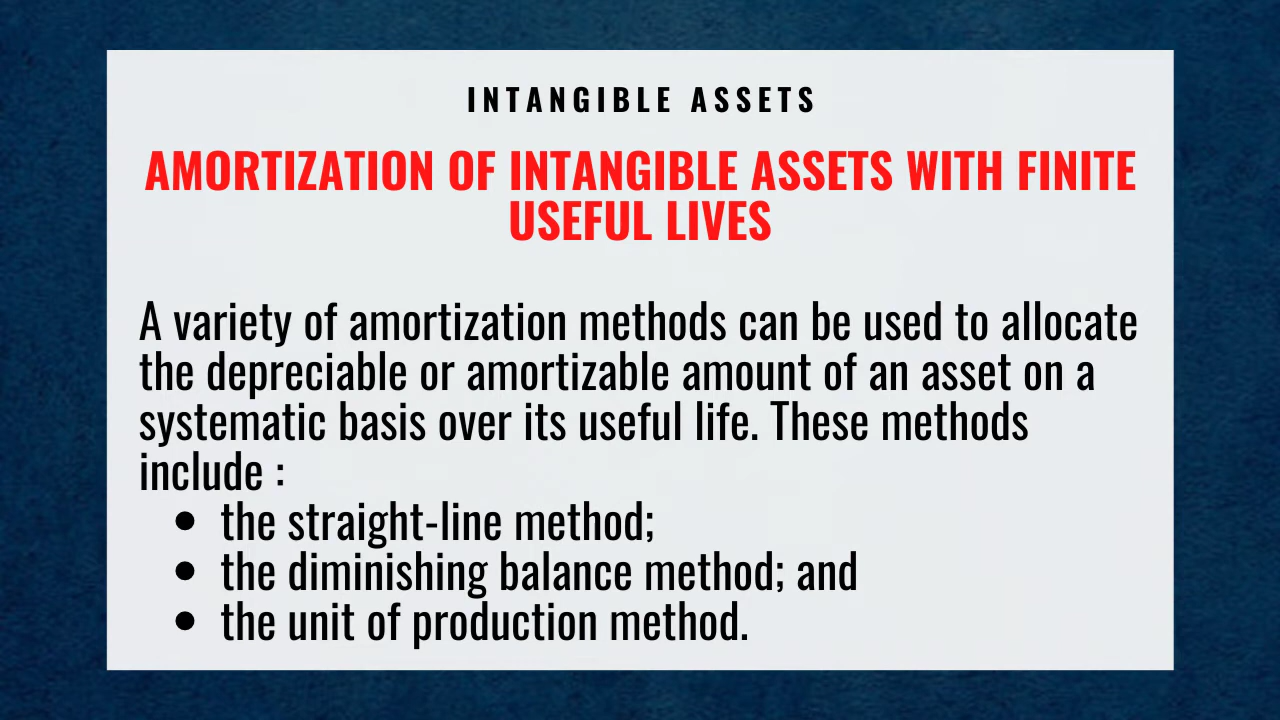 INTANGIBLE ASSETS
AMORTIZATION OF INTANGIBLE ASSETS WITH FINITE
USEFUL LIVES
A variety of amortization methods can be used to allocate
the depreciable or amortizable amount of an asset on a
systematic basis over its useful life. These methods
include :
• the straight-line method;
• the diminishing balance method; and
• the unit of production method.